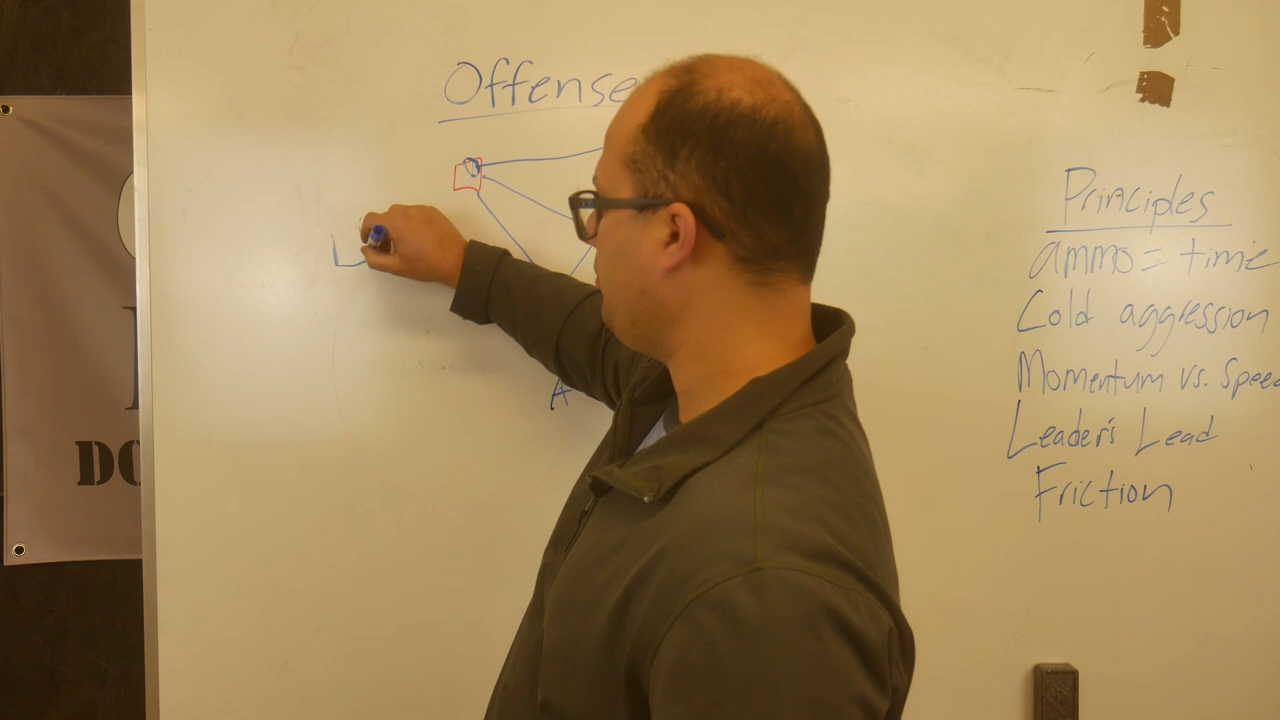 Offense
A
Principles
ammo = time
Cold aggression
Momentum vs. Speed
Leader's Lead
Friction
DO